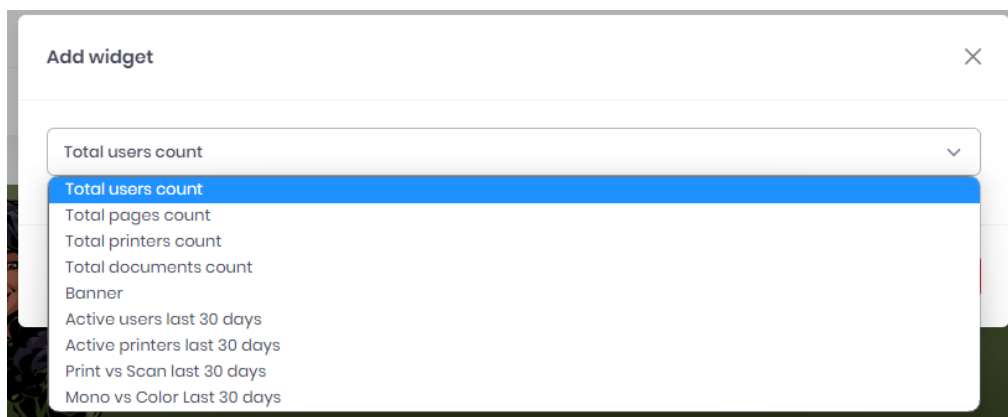 Add widget
Total users count
Total users count
Total pages count
Total printers count
Total documents count
Banner
Active users last 30 days
Active printers last 30 days
Print vs Scan last 30 days
Mono vs Color Last 30 days